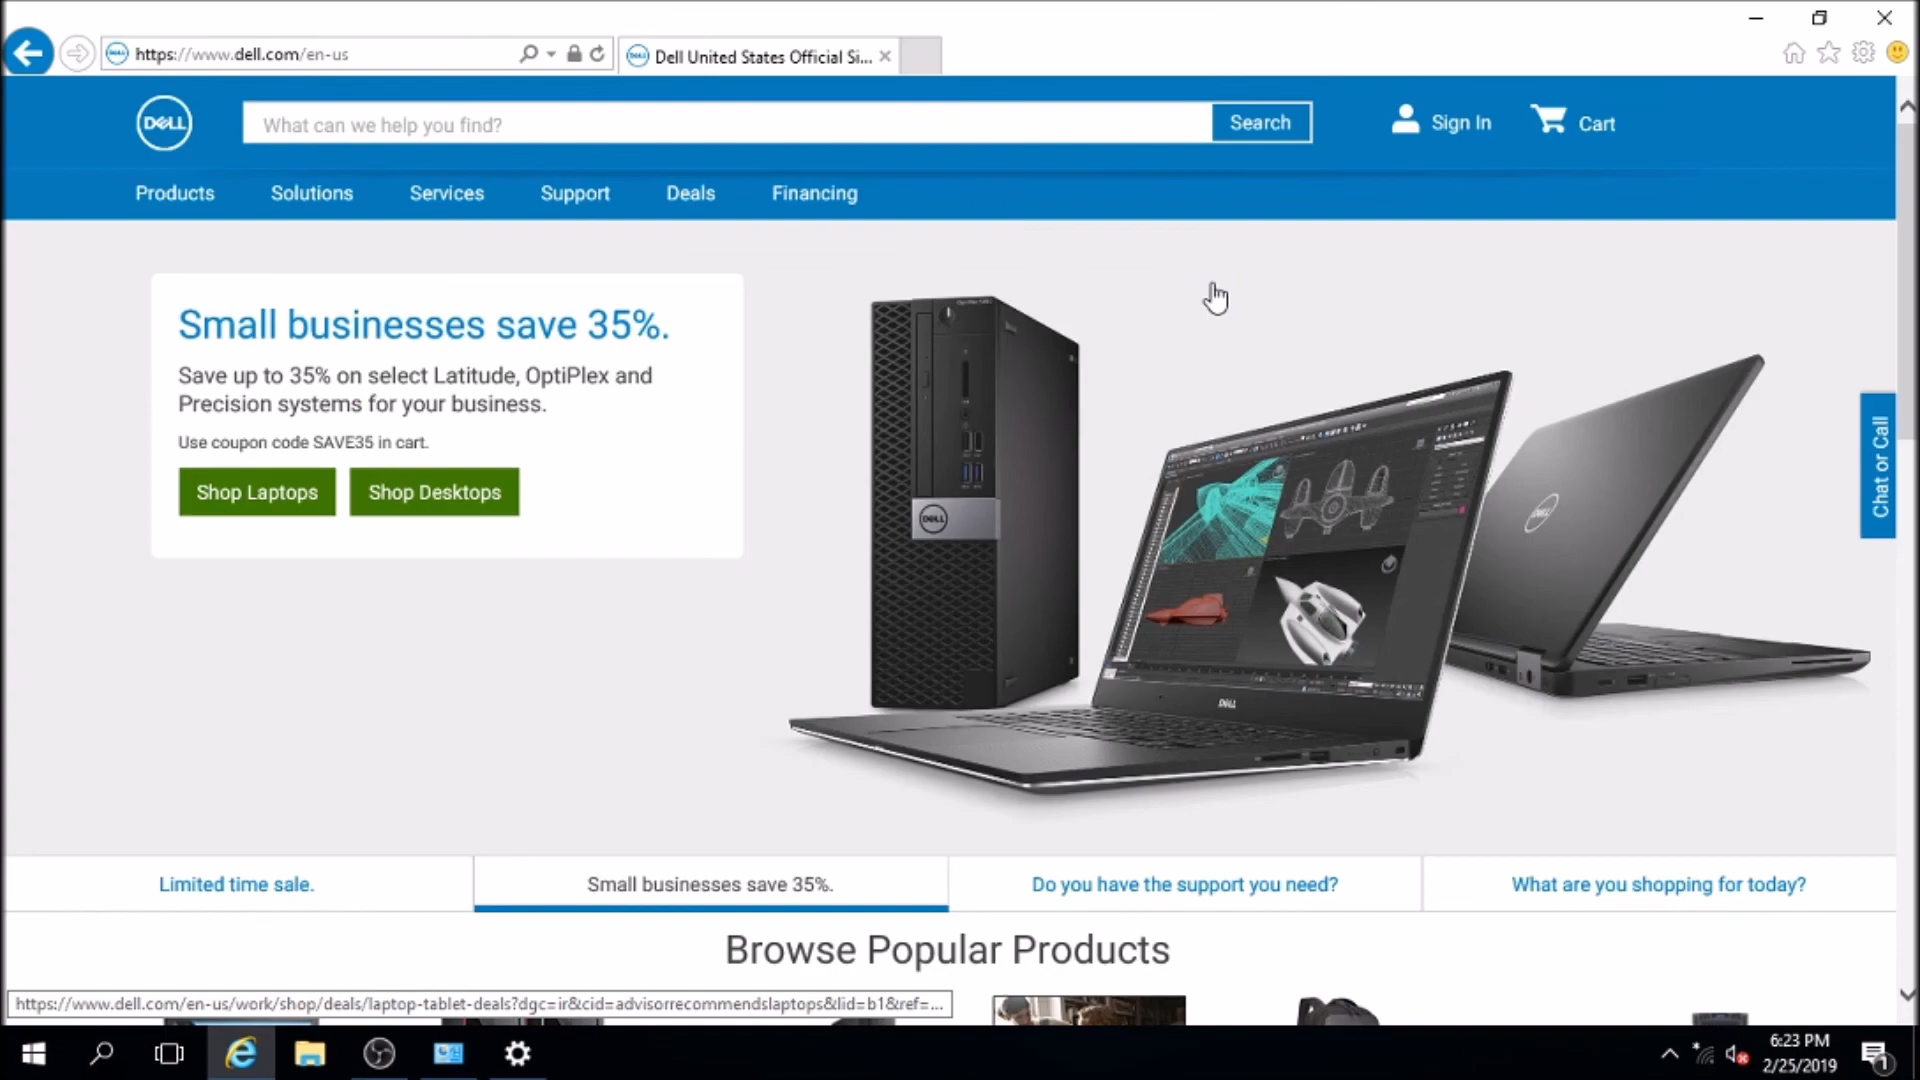 https://www.dell.com/en-us
Dell United States Official Si...
DELL
What can we help you find?
Search
Sign In
Cart
Products
Solutions
Services
Support
Deals
Financing
Small businesses save 35%.
Save up to 35% on select Latitude, OptiPlex and
Precision systems for your business.
Use coupon code SAVE35 in cart.
Shop Laptops
Shop Desktops
DELL
DELL
DELL
Chat or Call
Limited time sale.
Small businesses save 35%.
Do you have the support you need?
What are you shopping for today?
Browse Popular Products
https://www.dell.com/en-us/work/shop/deals/laptop-tablet-deals?dgc=ir&cid=advisorrecommendslaptops&lid=b1&ref=...
6:23 PM
2/25/2019
1